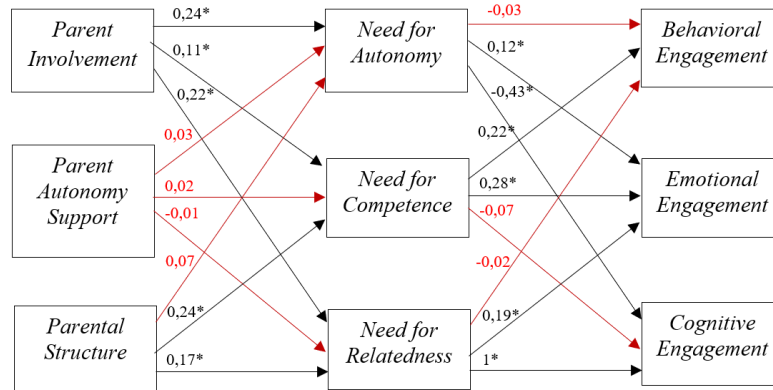 0,24*
Parent
Involvement
0,11*
0,22*
Need for
Autonomy
-0,03
0,12*
-0,43*
Behavioral
Engagement
Parent
Autonomy
Support
0,03
0,02
-0,01
0,07
Need for
Competence
0,22*
0,28*
-0,07
-0,02
Emotional
Engagement
Parental
Structure
0,24*
0,17*
Need for
Relatedness
0,19*
1*
Cognitive
Engagement